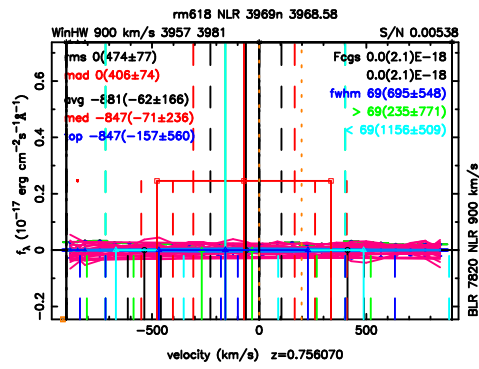 rm618 NLR 3969n 3968.58
WinHW 900 km/s 3957 3981 S/N 0.00538
rms 0(474±77) Fcgs 0.0(2.1)E-18
mad 0(406±74) 0.0(2.1)E-18
avg -881(-62±166) fwhm 69(695±548)
med -847(-71±236) > 69(235±771)
top -847(-157±560) < 69(1156±509)
0.6
0.4
0.2
0
-0.2
fλ (10⁻¹⁷ erg cm⁻²s⁻¹Å⁻¹)
BLR 7820 NLR 900 km/s
-500 0 500
velocity (km/s) z=0.756070